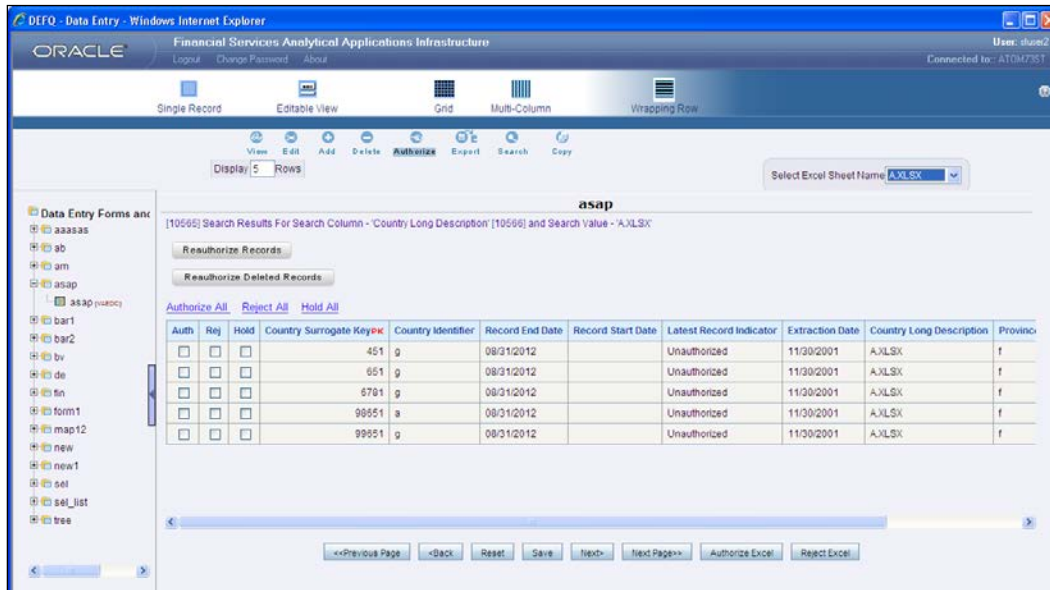 DEFQ - Data Entry - Windows Internet Explorer
ORACLE
Financial Services Analytical Applications Infrastructure
User: sluser2
Logout Change Password About
Connected to:: ATOM73ST
Single Record Editable View Grid Multi-Column Wrapping Row
View Edit Add Delete Authorize Export Search Copy
Display 5 Rows
Select Excel Sheet Name A.XLSX
asap
[10565] Search Results For Search Column - 'Country Long Description' [10566] and Search Value - 'A.XLSX'
Reauthorize Records
Reauthorize Deleted Records
Authorize All Reject All Hold All
Data Entry Forms and
aaasas
ab
am
asap
asap
bar1
bar2
bv
de
fin
form1
map12
new
new1
sel
sel_list
tree
Auth Rej Hold Country Surrogate KeyPK Country Identifier Record End Date Record Start Date Latest Record Indicator Extraction Date Country Long Description Province
451 g 08/31/2012 Unauthorized 11/30/2001 A.XLSX f
651 g 08/31/2012 Unauthorized 11/30/2001 A.XLSX f
6781 g 08/31/2012 Unauthorized 11/30/2001 A.XLSX f
98651 a 08/31/2012 Unauthorized 11/30/2001 A.XLSX f
99651 g 08/31/2012 Unauthorized 11/30/2001 A.XLSX f
<<Previous Page <Back Reset Save Next> Next Page>> Authorize Excel Reject Excel